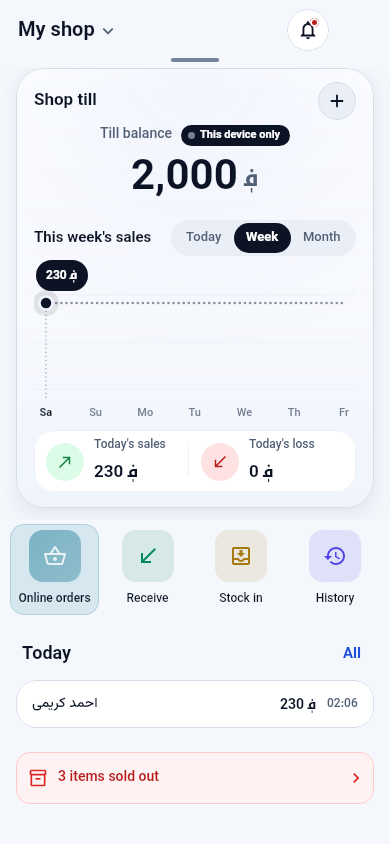 My shop
Shop till
Till balance
This device only
2,000 ؋
This week's sales
Today Week Month
230 ؋
Sa Su Mo Tu We Th Fr
Today's sales
230 ؋
Today's loss
0 ؋
Online orders Receive Stock in History
Today
All
احمد کریمی
230 ؋ 02:06
3 items sold out